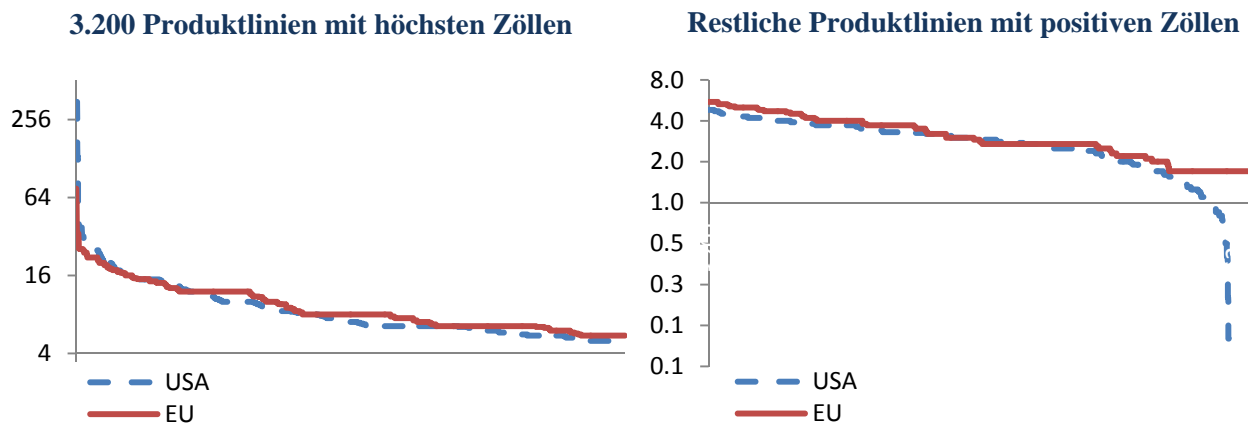 3.200 Produktlinien mit höchsten Zöllen
256
64
16
4
USA
EU
Restliche Produktlinien mit positiven Zöllen
8.0
4.0
2.0
1.0
0.5
0.3
0.1
0.1
USA
EU